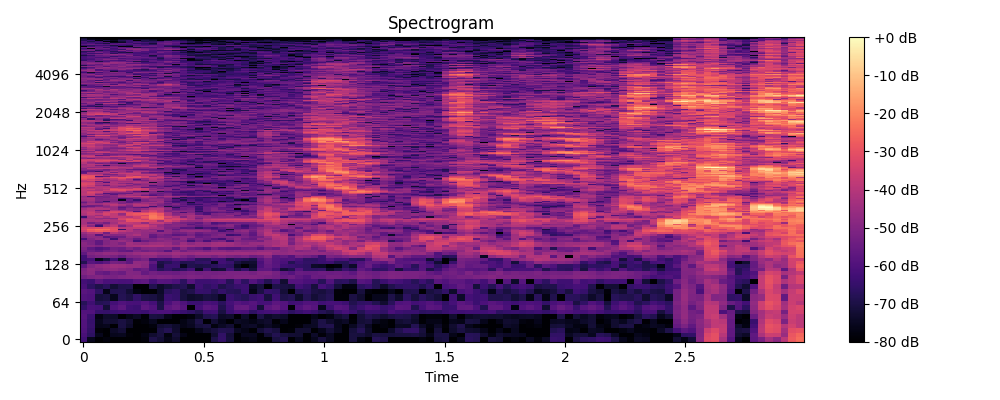 Spectrogram
Hz
4096
2048
1024
512
256
128
64
0
0
0.5
1
1.5
2
2.5
Time
+0 dB
-10 dB
-20 dB
-30 dB
-40 dB
-50 dB
-60 dB
-70 dB
-80 dB